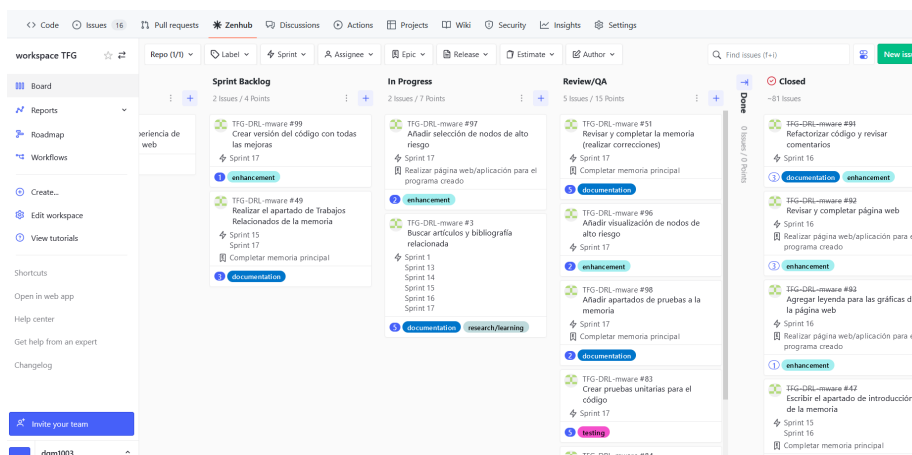 Code Issues 16 Pull requests Zenhub Discussions Actions Projects Wiki Security Insights Settings
workspace TFG
Repo (1/1) Label Sprint Assignee Epic Release Estimate Author Find issues (f+i) New issu
Board
Reports
Roadmap
Workflows
Create...
Edit workspace
View tutorials
Shortcuts
Open in web app
Help center
Get help from an expert
Changelog
Invite your team
dqm1003
periencia de
web
Sprint Backlog
2 Issues / 4 Points
TFG-DRL-mware #99
Crear versión del código con todas
las mejoras
Sprint 17
1 enhancement
TFG-DRL-mware #49
Realizar el apartado de Trabajos
Relacionados de la memoria
Sprint 15
Sprint 17
Completar memoria principal
3 documentation
In Progress
2 Issues / 7 Points
TFG-DRL-mware #97
Añadir selección de nodos de alto
riesgo
Sprint 17
Realizar página web/aplicación para el
programa creado
2 enhancement
TFG-DRL-mware #3
Buscar artículos y bibliografía
relacionada
Sprint 1
Sprint 13
Sprint 14
Sprint 15
Sprint 16
Sprint 17
5 documentation research/learning
Review/QA
5 Issues / 15 Points
TFG-DRL-mware #51
Revisar y completar la memoria
(realizar correcciones)
Sprint 17
Completar memoria principal
5 documentation
TFG-DRL-mware #96
Añadir visualización de nodos de
alto riesgo
Sprint 17
2 enhancement
TFG-DRL-mware #98
Añadir apartados de pruebas a la
memoria
Sprint 17
Completar memoria principal
2 documentation
TFG-DRL-mware #83
Crear pruebas unitarias para el
código
Sprint 17
5 testing
Done
0 Issues / 0 Points
Closed
~81 Issues
TFG-DRL-mware #91
Refactorizar código y revisar
comentarios
Sprint 16
3 documentation enhancement
TFG-DRL-mware #92
Revisar y completar página web
Sprint 16
Realizar página web/aplicación para e
programa creado
3 enhancement
TFG-DRL-mware #93
Agregar leyenda para las gráficas d
la página web
Sprint 16
Realizar página web/aplicación para e
programa creado
1 enhancement
TFG-DRL-mware #47
Escribir el apartado de introducción
de la memoria
Sprint 15
Sprint 16
Completar memoria principal